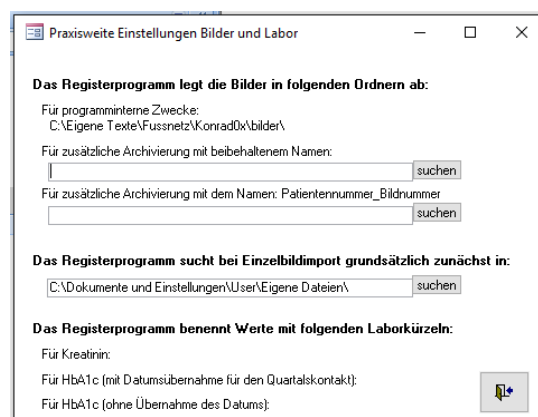 Praxisweite Einstellungen Bilder und Labor
Das Registerprogramm legt die Bilder in folgenden Ordnern ab:
Für programminterne Zwecke:
C:\Eigene Texte\Fussnetz\Konrad0x\bilder\
Für zusätzliche Archivierung mit beibehaltenem Namen:
suchen
Für zusätzliche Archivierung mit dem Namen: Patientennummer_Bildnummer
suchen
Das Registerprogramm sucht bei Einzelbildimport grundsätzlich zunächst in:
C:\Dokumente und Einstellungen\User\Eigene Dateien\ suchen
Das Registerprogramm benennt Werte mit folgenden Laborkürzeln:
Für Kreatinin:
Für HbA1c (mit Datumsübernahme für den Quartalskontakt):
Für HbA1c (ohne Übernahme des Datums):